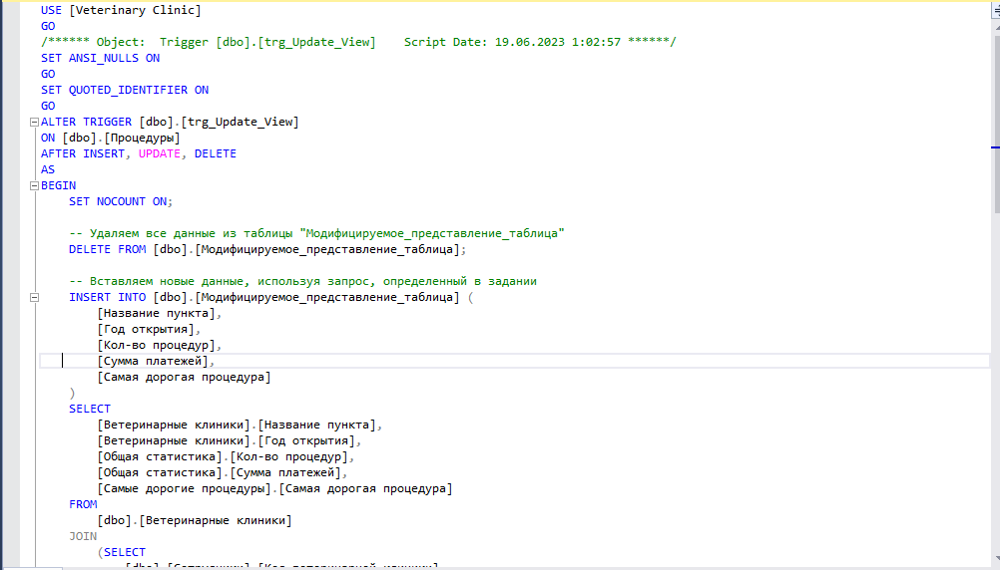 USE [Veterinary Clinic]
GO
/****** Object:  Trigger [dbo].[trg_Update_View]    Script Date: 19.06.2023 1:02:57 ******/
SET ANSI_NULLS ON
GO
SET QUOTED_IDENTIFIER ON
GO
ALTER TRIGGER [dbo].[trg_Update_View]
ON [dbo].[Процедуры]
AFTER INSERT, UPDATE, DELETE
AS
BEGIN
    SET NOCOUNT ON;
    -- Удаляем все данные из таблицы "Модифицируемое_представление_таблица"
    DELETE FROM [dbo].[Модифицируемое_представление_таблица];
    -- Вставляем новые данные, используя запрос, определенный в задании
    INSERT INTO [dbo].[Модифицируемое_представление_таблица] (
        [Название пункта],
        [Год открытия],
        [Кол-во процедур],
        [Сумма платежей],
        [Самая дорогая процедура]
    )
    SELECT
        [Ветеринарные клиники].[Название пункта],
        [Ветеринарные клиники].[Год открытия],
        [Общая статистика].[Кол-во процедур],
        [Общая статистика].[Сумма платежей],
        [Самые дорогие процедуры].[Самая дорогая процедура]
    FROM
        [dbo].[Ветеринарные клиники]
    JOIN
        (SELECT
            [dbo].[Сотрудники].[Код ветеринарной клиники]